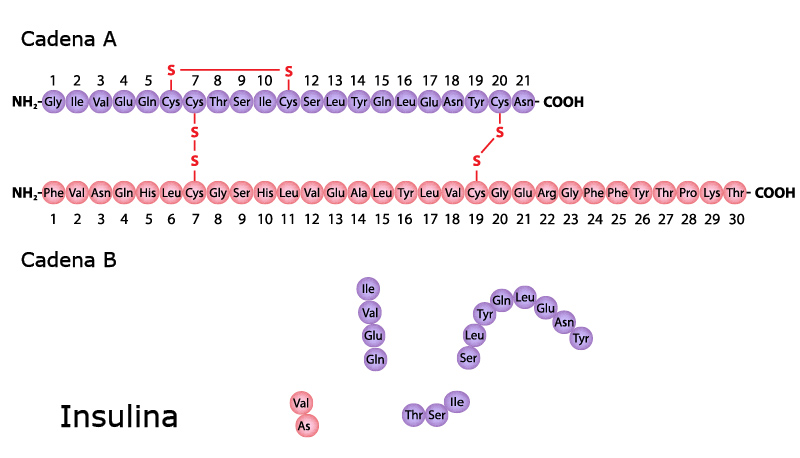 Cadena A
S S
1 2 3 4 5 7 8 9 10 12 13 14 15 16 17 18 19 20 21
NH2- Gly Ile Val Glu Gln Cys Cys Thr Ser Ile Cys Ser Leu Tyr Gln Leu Glu Asn Tyr Cys Asn - COOH
S S
S S
NH2- Phe Val Asn Gln His Leu Cys Gly Ser His Leu Val Glu Ala Leu Tyr Leu Val Cys Gly Glu Arg Gly Phe Phe Tyr Thr Pro Lys Thr - COOH
1 2 3 4 5 6 7 8 9 10 11 12 13 14 15 16 17 18 19 20 21 22 23 24 25 26 27 28 29 30
Cadena B
Ile
Val
Glu
Gln
Ser Leu Tyr Gln Leu Glu Asn Tyr
Val
As
Thr Ser Ile
Insulina